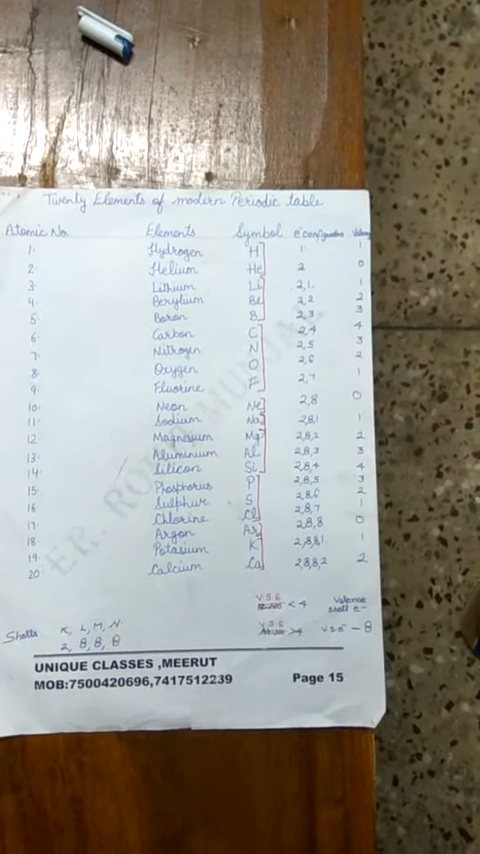 Twenty Elements of modern Periodic table
Atomic No. Elements Symbol e⁻configuration Valency
1. Hydrogen H 1 1
2. Helium He 2 0
3. Lithium Li 2,1. 1
4. Berylium Be 2,2 2
5. Boron B 2,3 3
6. Carbon C 2,4 4
7. Nitrogen N 2,5 3
8. Oxygen O 2,6 2
9. Fluorine F 2,7 1
10. Neon Ne 2,8 0
11. Sodium Na 2,8,1 1
12. Magnesium Mg 2,8,2 2
13. Aluminium Al 2,8,3 3
14. Silicon Si 2,8,4 4
15. Phosphorus P 2,8,5 3
16. Sulphur S 2,8,6 2
17. Chlorine Cl 2,8,7 1
18. Argon Ar 2,8,8 0
19. Potasium K 2,8,8,1 1
20. Calcium Ca 2,8,8,2 2
V.S.E < 4 Valence shell e-
Shells K, L, M, N. V.S.E >4 V.S.E - 8
2, 8, 8, 8
ER. ROHIT
UNIQUE CLASSES ,MEERUT
MOB:7500420696,7417512239 Page 15